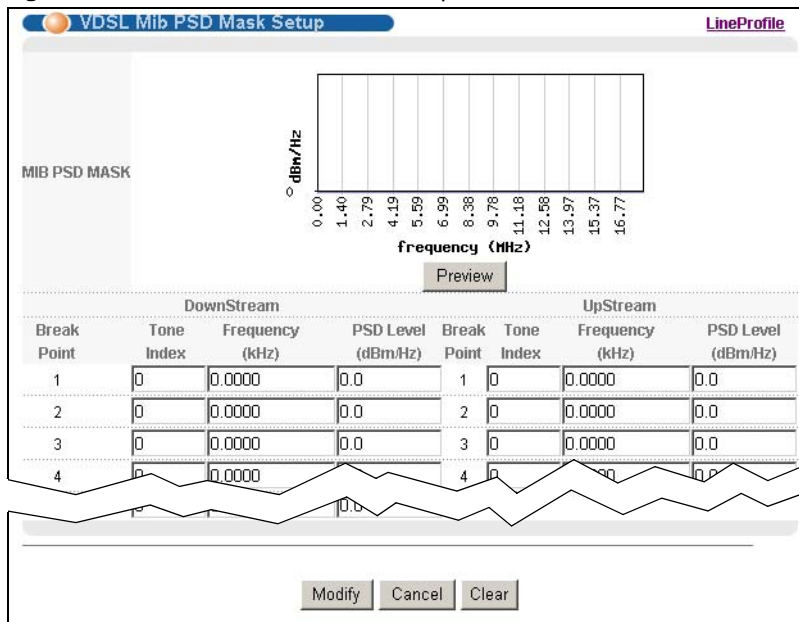 VDSL Mib PSD Mask Setup LineProfile
MIB PSD MASK
dBm/Hz
0
0.00 1.40 2.79 4.19 5.59 6.99 8.38 9.78 11.18 12.58 13.97 15.37 16.77
frequency (MHz)
Preview
DownStream UpStream
Break Point Tone Index Frequency (kHz) PSD Level (dBm/Hz) Break Point Tone Index Frequency (kHz) PSD Level (dBm/Hz)
1 0 0.0000 0.0 1 0 0.0000 0.0
2 0 0.0000 0.0 2 0 0.0000 0.0
3 0 0.0000 0.0 3 0 0.0000 0.0
4 0 0.0000 4 0
Modify Cancel Clear